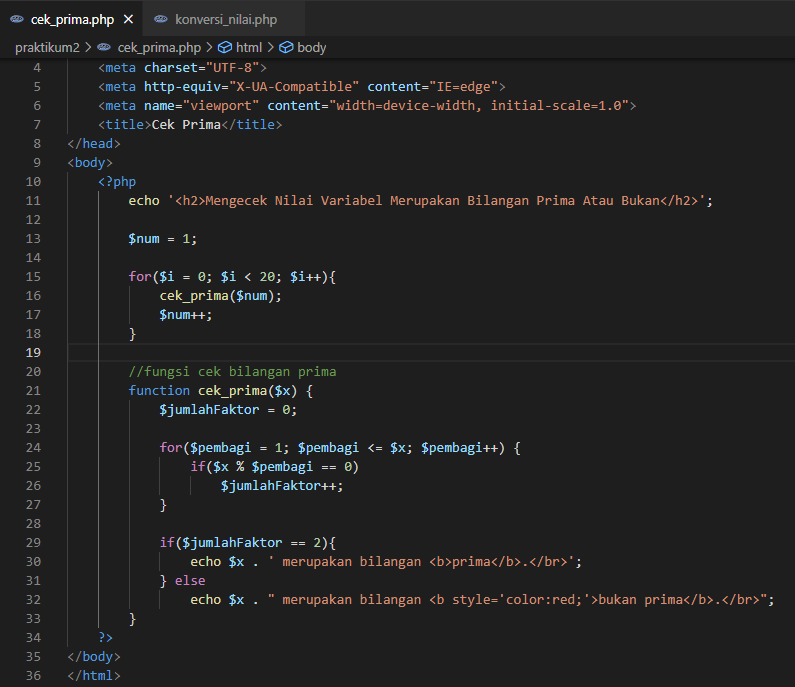 cek_prima.php × konversi_nilai.php
praktikum2 > cek_prima.php > html > body
4 <meta charset="UTF-8">
5 <meta http-equiv="X-UA-Compatible" content="IE=edge">
6 <meta name="viewport" content="width=device-width, initial-scale=1.0">
7 <title>Cek Prima</title>
8 </head>
9 <body>
10 <?php
11 echo '<h2>Mengecek Nilai Variabel Merupakan Bilangan Prima Atau Bukan</h2>';
12
13 $num = 1;
14
15 for($i = 0; $i < 20; $i++){
16 cek_prima($num);
17 $num++;
18 }
19
20 //fungsi cek bilangan prima
21 function cek_prima($x) {
22 $jumlahFaktor = 0;
23
24 for($pembagi = 1; $pembagi <= $x; $pembagi++) {
25 if($x % $pembagi == 0)
26 $jumlahFaktor++;
27 }
28
29 if($jumlahFaktor == 2){
30 echo $x . ' merupakan bilangan <b>prima</b>.</br>';
31 } else
32 echo $x . " merupakan bilangan <b style='color:red;'>bukan prima</b>.</br>";
33 }
34 ?>
35 </body>
36 </html>